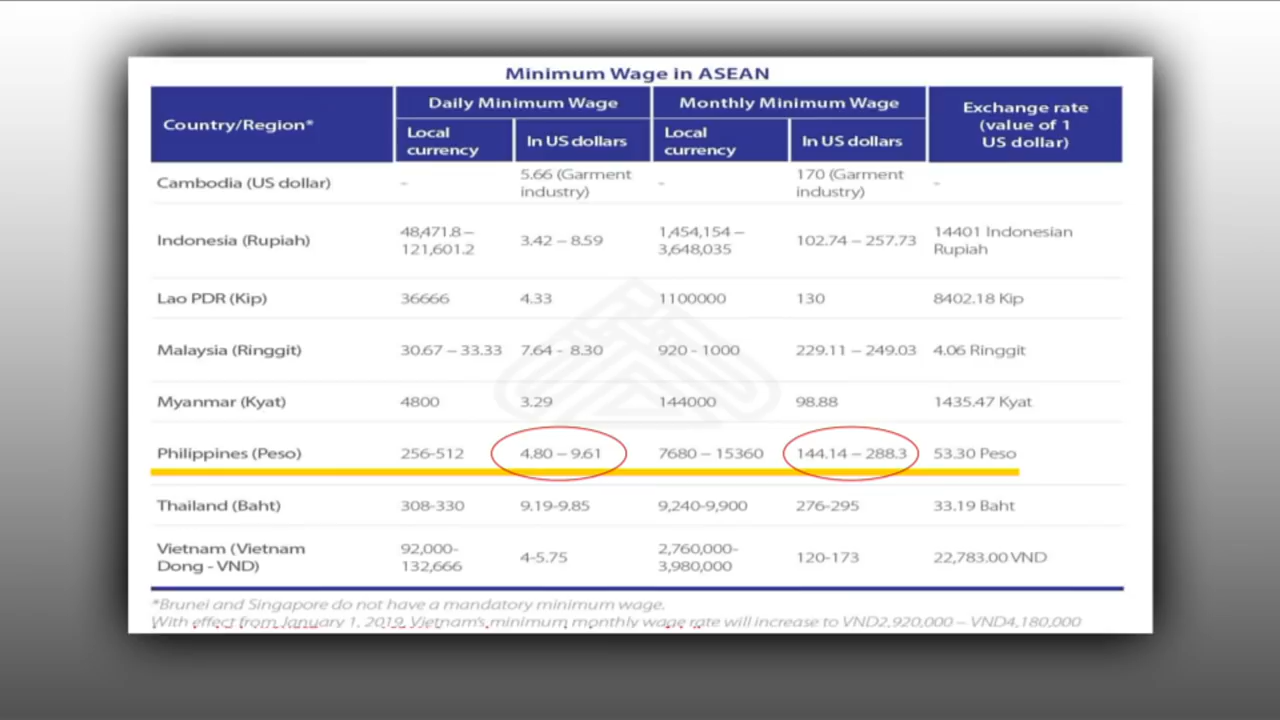 Minimum Wage in ASEAN
Country/Region*
Daily Minimum Wage
Monthly Minimum Wage
Exchange rate
(value of 1
US dollar)
Local
currency
In US dollars
Local
currency
In US dollars
Cambodia (US dollar)
-
5.66 (Garment
industry)
-
170 (Garment
industry)
-
Indonesia (Rupiah)
48,471.8 –
121,601.2
3.42 – 8.59
1,454,154 –
3,648,035
102.74 – 257.73
14401 Indonesian
Rupiah
Lao PDR (Kip)
36666
4.33
1100000
130
8402.18 Kip
Malaysia (Ringgit)
30.67 – 33.33
7.64 - 8.30
920 - 1000
229.11 – 249.03
4.06 Ringgit
Myanmar (Kyat)
4800
3.29
144000
98.88
1435.47 Kyat
Philippines (Peso)
256-512
4.80 – 9.61
7680 – 15360
144.14 – 288.3
53.30 Peso
Thailand (Baht)
308-330
9.19-9.85
9,240-9,900
276-295
33.19 Baht
Vietnam (Vietnam
Dong - VND)
92,000-
132,666
4-5.75
2,760,000-
3,980,000
120-173
22,783.00 VND
*Brunei and Singapore do not have a mandatory minimum wage.
With effect from January 1, 2019, Vietnam's minimum monthly wage rate will increase to VND2,920,000 – VND4,180,000